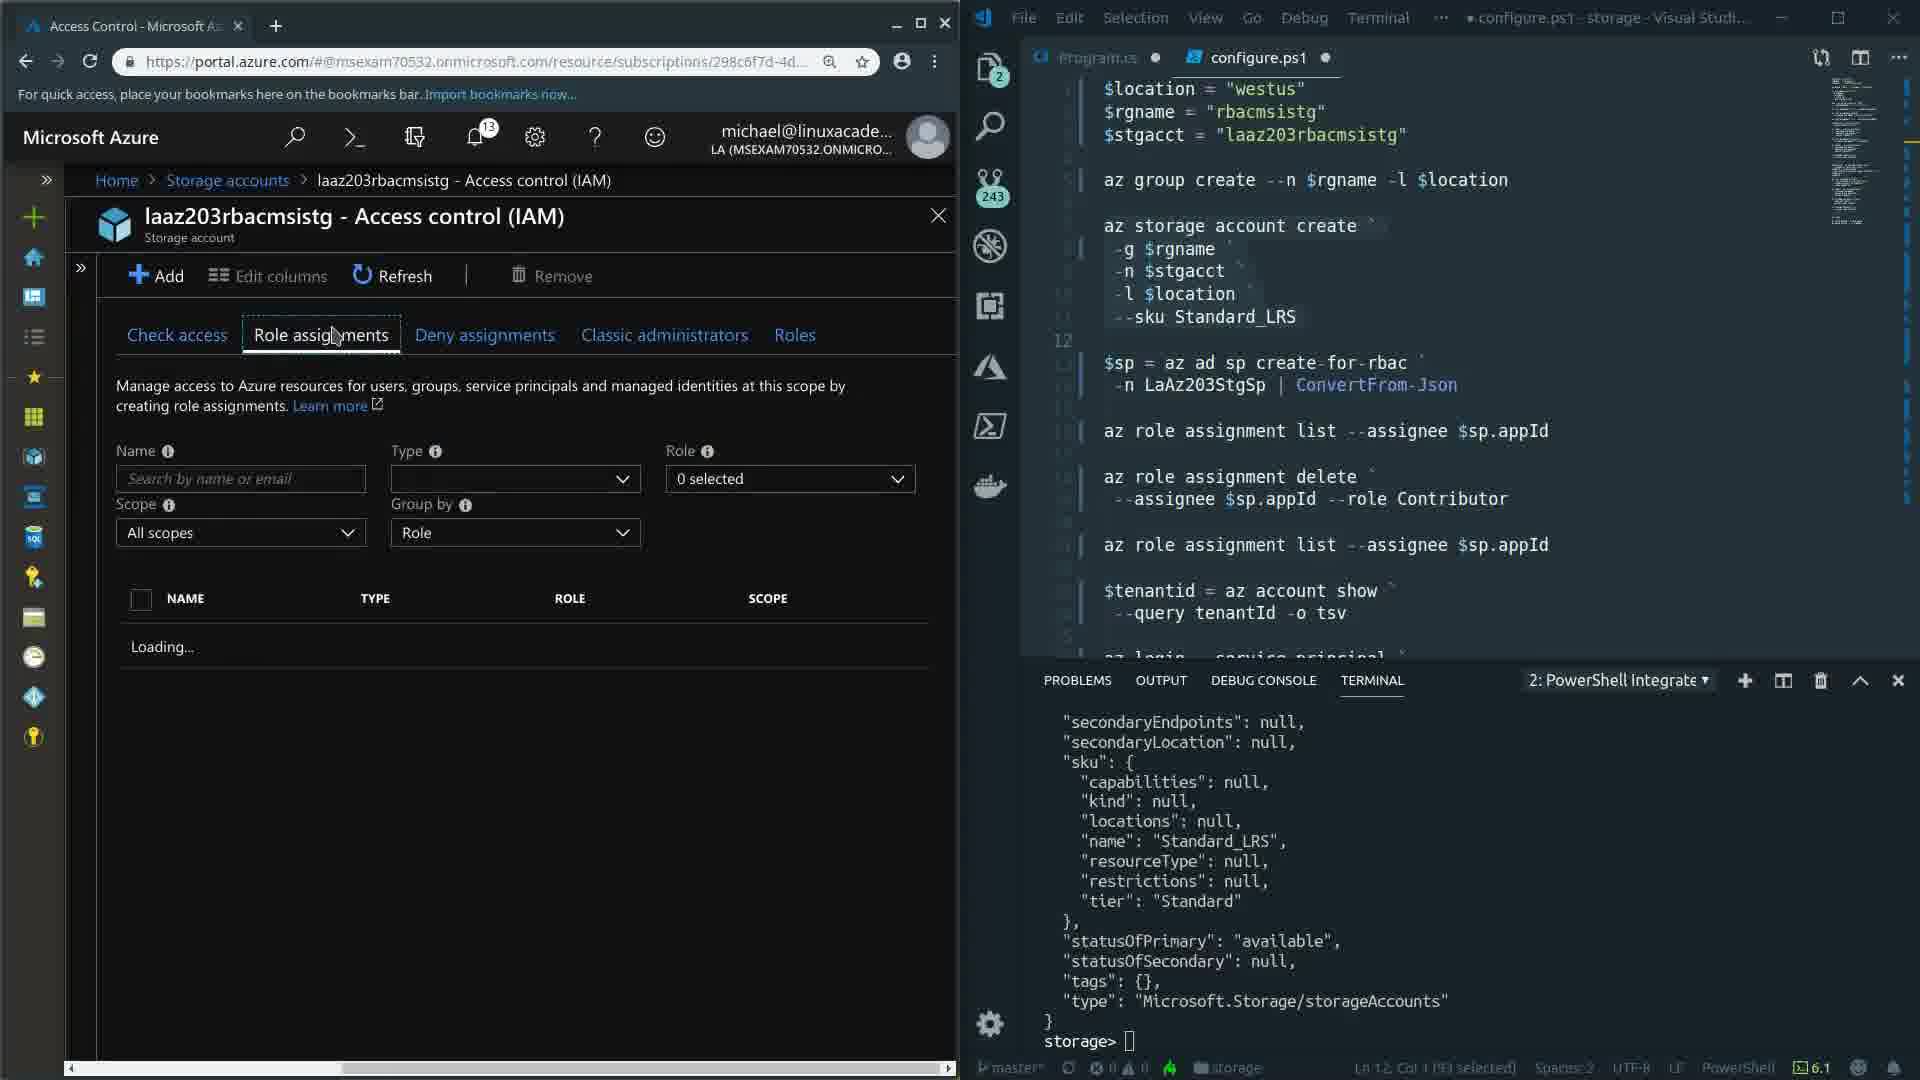 Access Control - Microsoft Az
https://portal.azure.com/#@msexam70532.onmicrosoft.com/resource/subscriptions/298c6f7d-4d...
For quick access, place your bookmarks here on the bookmarks bar. Import bookmarks now...
Microsoft Azure
13
michael@linuxacade...
LA (MSEXAM70532.ONMICRO...
Home > Storage accounts > laaz203rbacmsistg - Access control (IAM)
laaz203rbacmsistg - Access control (IAM)
Storage account
Add
Edit columns
Refresh
Remove
Check access
Role assignments
Deny assignments
Classic administrators
Roles
Manage access to Azure resources for users, groups, service principals and managed identities at this scope by
creating role assignments. Learn more
Name
Type
Role
Search by name or email
0 selected
Scope
Group by
All scopes
Role
NAME
TYPE
ROLE
SCOPE
Loading...
SQL
File Edit Selection View Go Debug Terminal ··· ● configure.ps1 - storage - Visual Studi...
Program.cs
configure.ps1
2
243
$location = "westus"
$rgname = "rbacmsistg"
$stgacct = "laaz203rbacmsistg"
az group create --n $rgname -l $location
az storage account create `
-g $rgname `
-n $stgacct `
-l $location `
--sku Standard_LRS
12
$sp = az ad sp create-for-rbac `
-n LaAz203StgSp | ConvertFrom-Json
az role assignment list --assignee $sp.appId
az role assignment delete `
--assignee $sp.appId --role Contributor
az role assignment list --assignee $sp.appId
$tenantid = az account show `
--query tenantId -o tsv
az login --service-principal `
PROBLEMS OUTPUT DEBUG CONSOLE TERMINAL
2: PowerShell Integrate
"secondaryEndpoints": null,
"secondaryLocation": null,
"sku": {
"capabilities": null,
"kind": null,
"locations": null,
"name": "Standard_LRS",
"resourceType": null,
"restrictions": null,
"tier": "Standard"
},
"statusOfPrimary": "available",
"statusOfSecondary": null,
"tags": {},
"type": "Microsoft.Storage/storageAccounts"
}
storage>
master* 0 0 storage Ln 12, Col 1 (93 selected) Spaces: 2 UTF-8 LF PowerShell 6.1